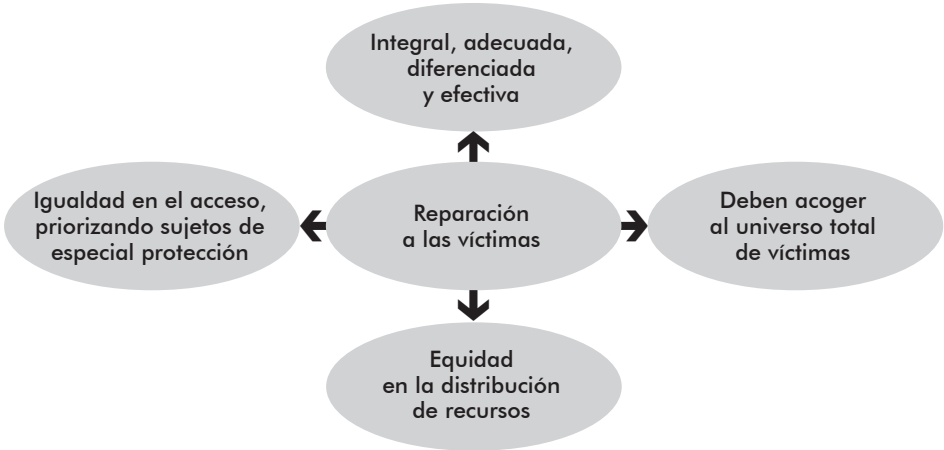 Integral, adecuada,
diferenciada
y efectiva
Igualdad en el acceso,
priorizando sujetos de
especial protección
Reparación
a las víctimas
Deben acoger
al universo total
de víctimas
Equidad
en la distribución
de recursos